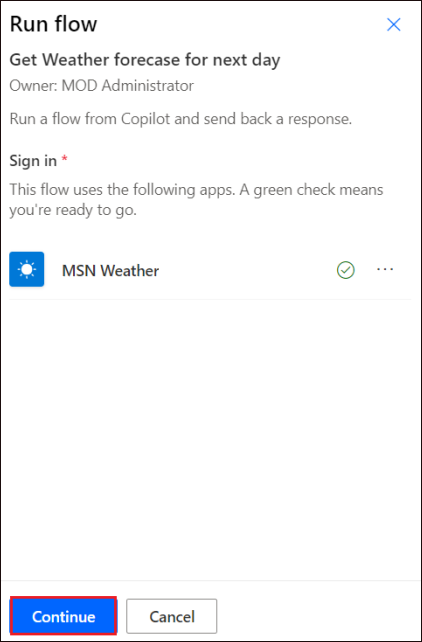 Run flow
Get Weather forecase for next day
Owner: MOD Administrator
Run a flow from Copilot and send back a response.
Sign in *
This flow uses the following apps. A green check means
you're ready to go.
MSN Weather
Continue
Cancel